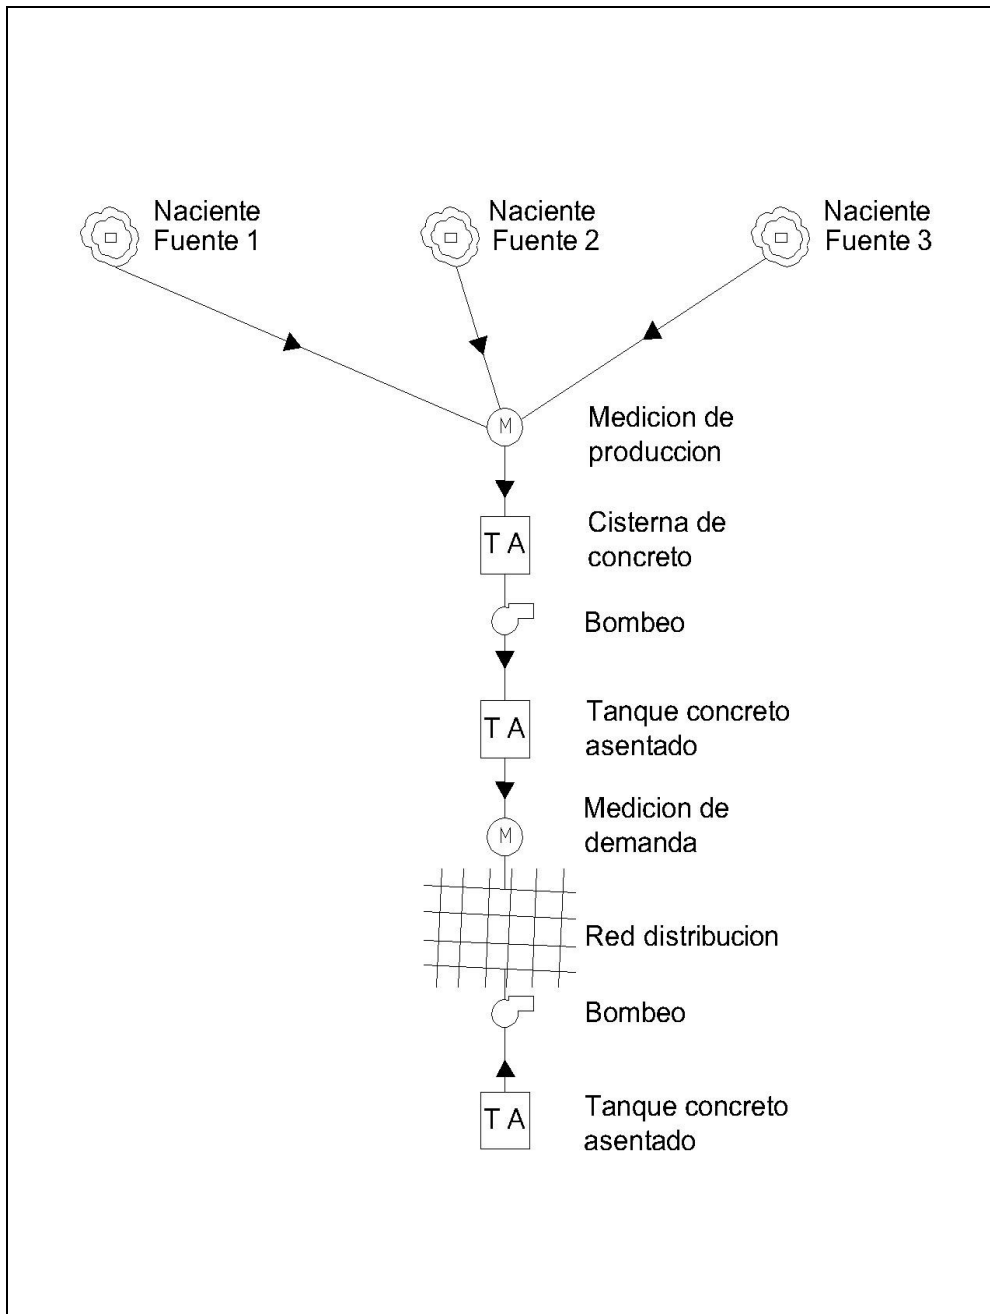 Naciente
Fuente 1
Naciente
Fuente 2
Naciente
Fuente 3
M
Medicion de
produccion
T A
Cisterna de
concreto
Bombeo
T A
Tanque concreto
asentado
M
Medicion de
demanda
Red distribucion
Bombeo
T A
Tanque concreto
asentado